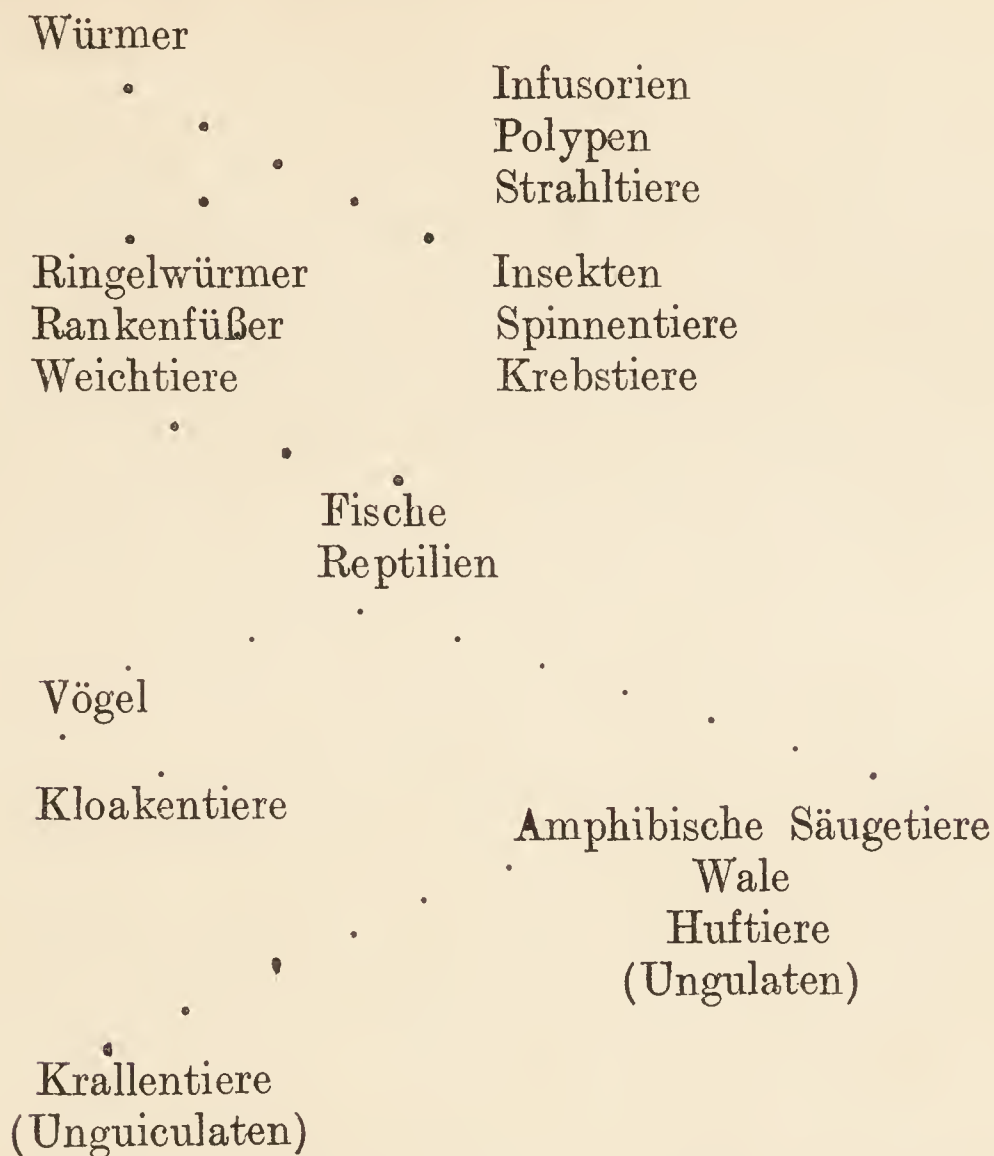 Würmer
Infusorien
Polypen
Strahltiere
Ringelwürmer
Rankenfüßer
Weichtiere
Insekten
Spinnentiere
Krebstiere
Fische
Reptilien
Vögel
Kloakentiere
Amphibische Säugetiere
Wale
Huftiere
(Ungulaten)
Krallentiere
(Unguiculaten)